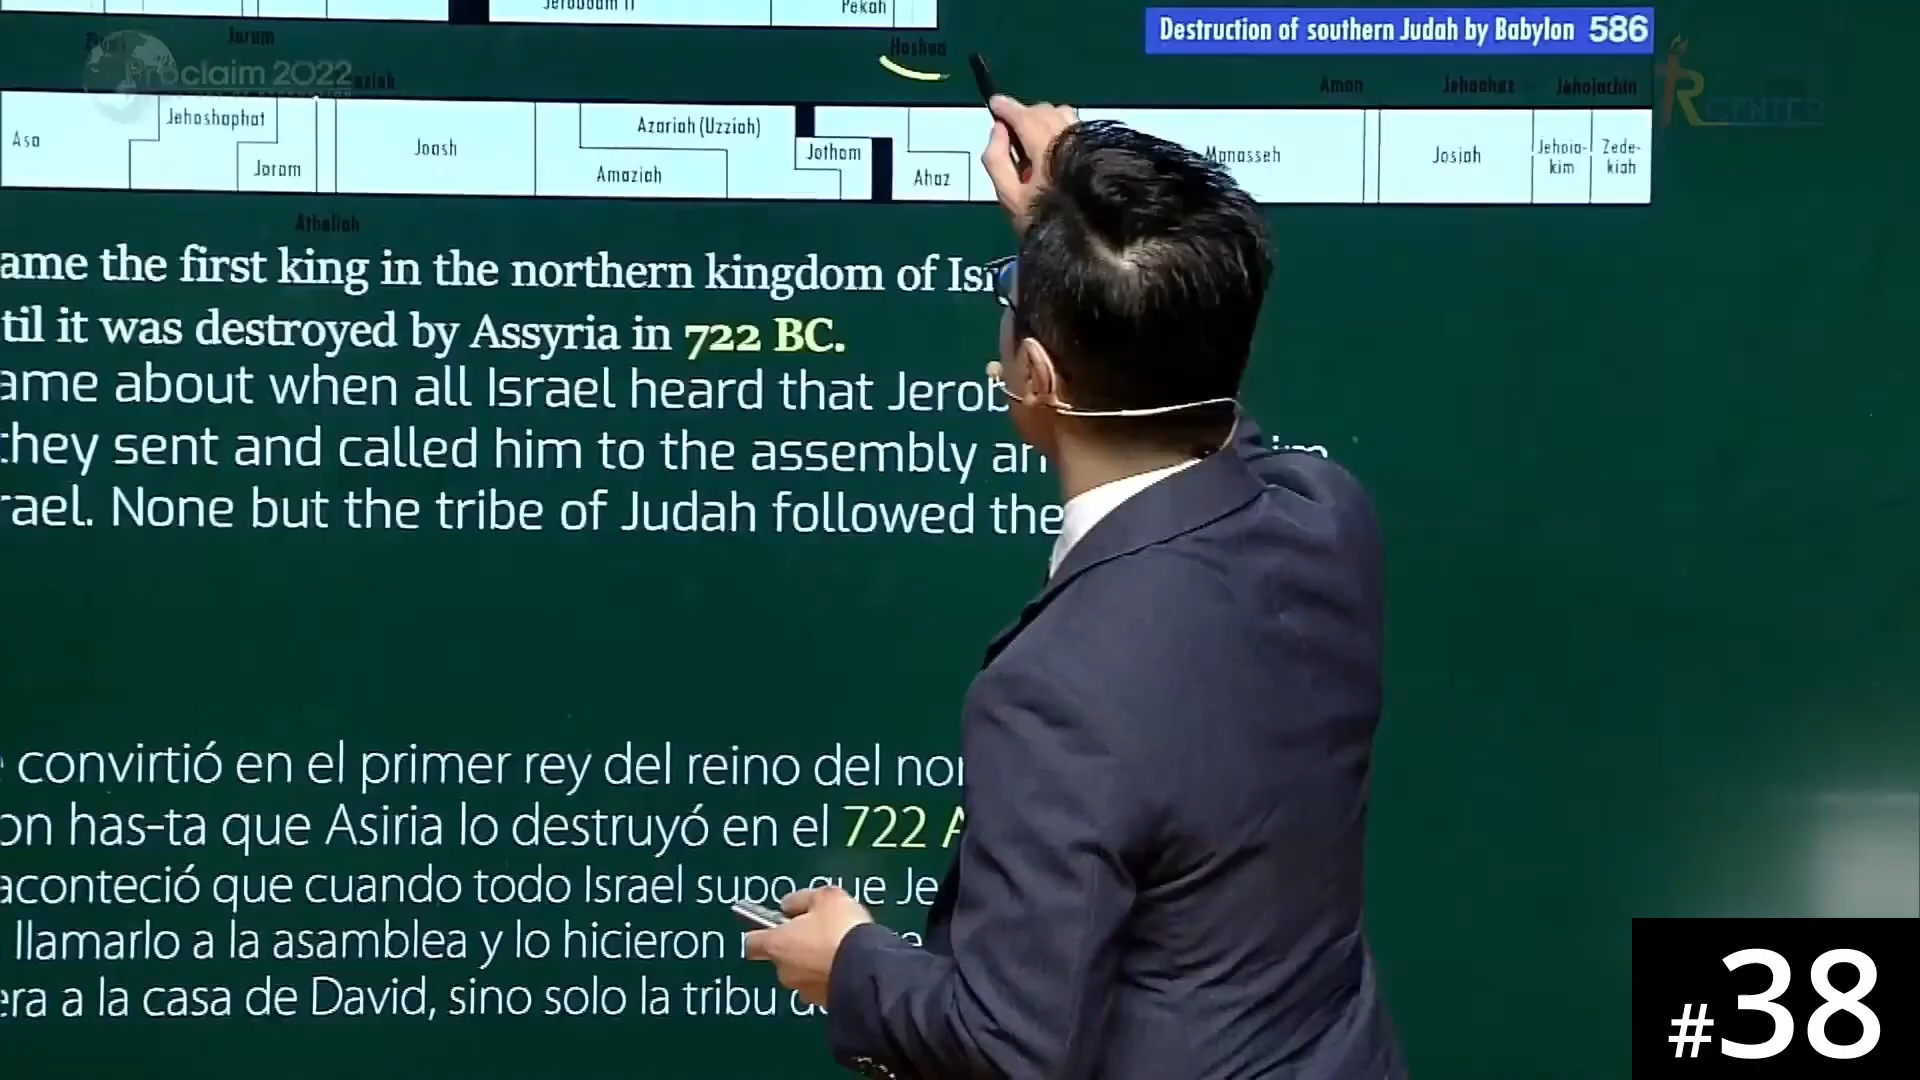 Jeroboam II
Pekah
Destruction of southern Judah by Babylon 586
Joram
Hoshea
Proclaim 2022
Amon
Jehoahaz
Jehoiachin
CENTER
Asa
Jehoshaphat
Joram
Joash
Azariah (Uzziah)
Amaziah
Jotham
Ahaz
Manasseh
Josiah
Jehoia-
kim
Zede-
kiah
Athaliah
ame the first king in the northern kingdom of Isr
til it was destroyed by Assyria in 722 BC.
ame about when all Israel heard that Jerob
they sent and called him to the assembly an
rael. None but the tribe of Judah followed the
convirtió en el primer rey del reino del nor
on has-ta que Asiria lo destruyó en el 722 A
aconteció que cuando todo Israel supo que Je
llamarlo a la asamblea y lo hicieron
era a la casa de David, sino solo la tribu d
#38